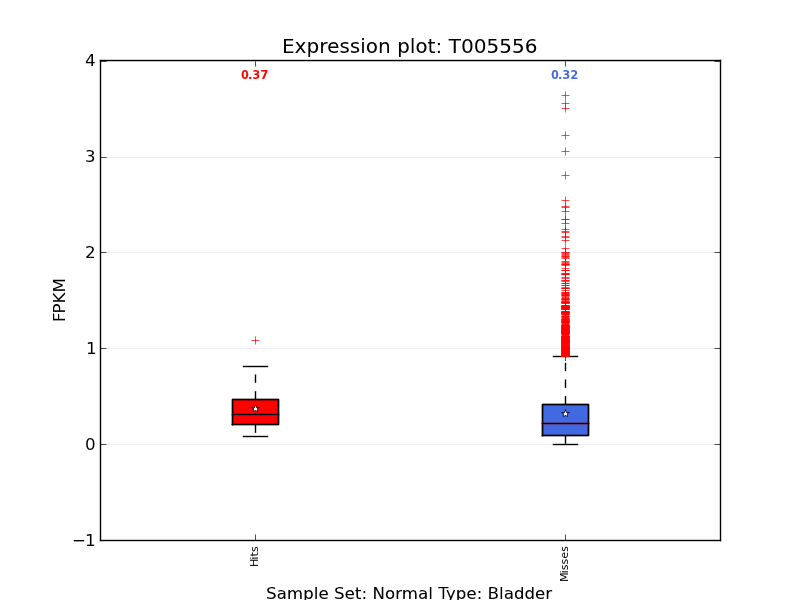 Expression plot: T005556
0.37
0.32
4
3
2
1
0
−1
FPKM
Hits
Misses
Sample Set: Normal Type: Bladder